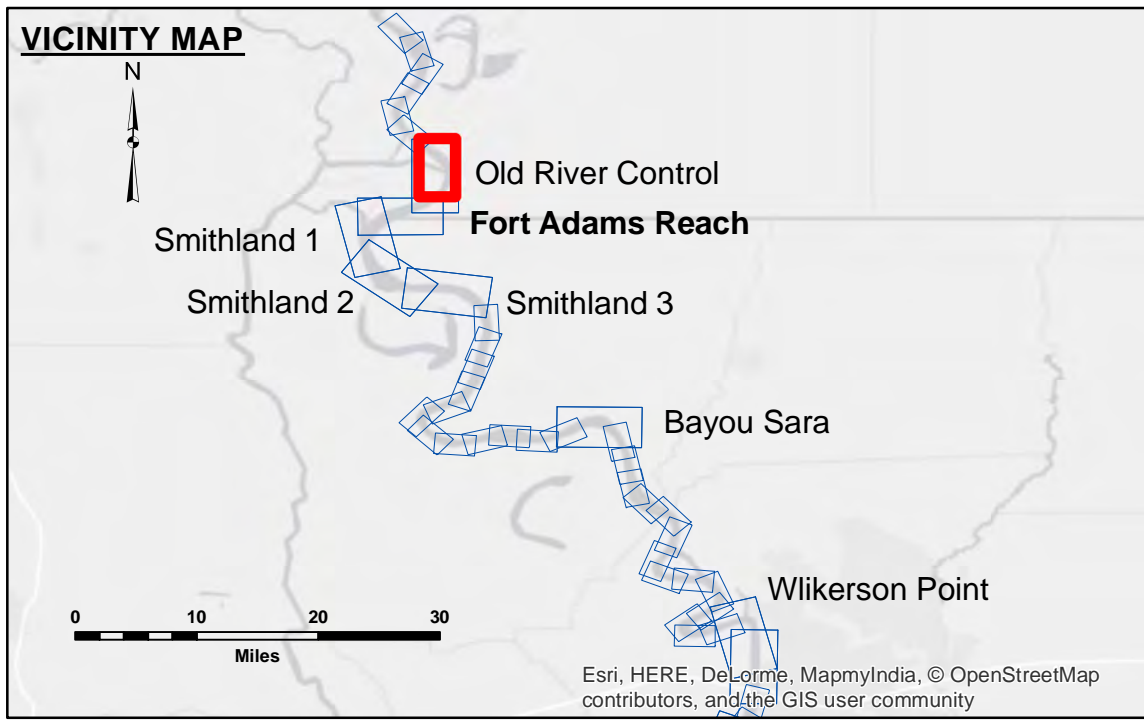 VICINITY MAP
N
Old River Control
Fort Adams Reach
Smithland 1
Smithland 2
Smithland 3
Bayou Sara
Wlikerson Point
0 10 20 30
Miles
Esri, HERE, DeLorme, MapmyIndia, © OpenStreetMap
contributors, and the GIS user community